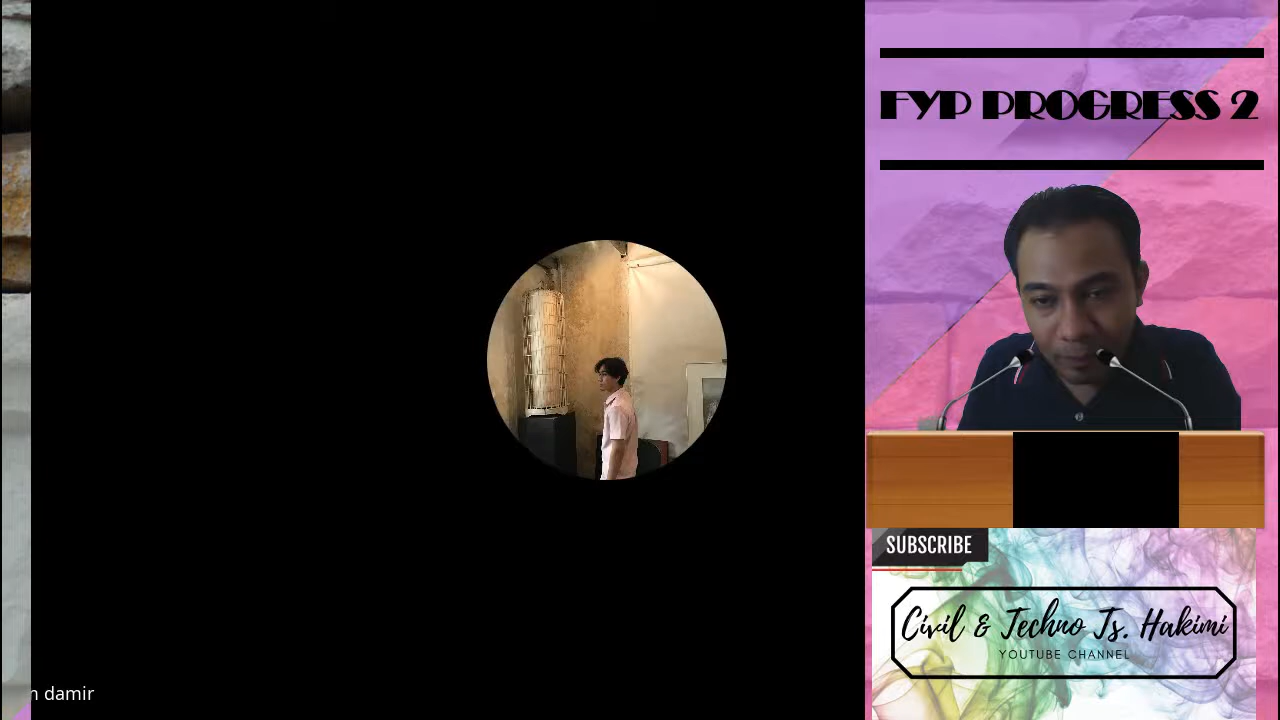 FYP PROGRESS 2
SUBSCRIBE
Civil & Techno Ts. Hakimi
YOUTUBE CHANNEL
damir